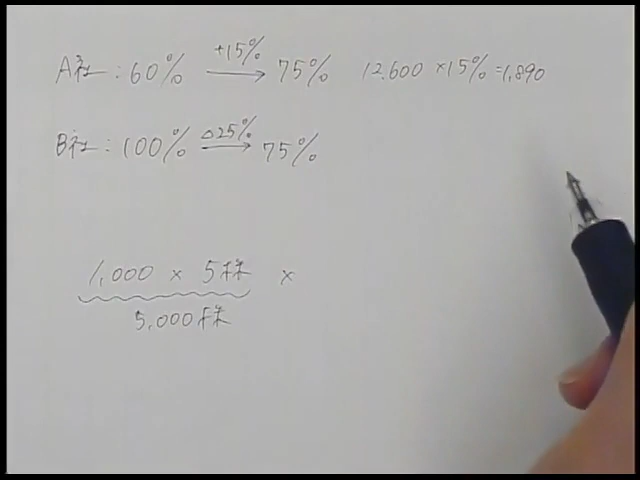 A社:60% +15%→ 75% 12,600 ×15%=1,890
B社:100% △25%→ 75%
1,000 × 5株 ×
5,000株